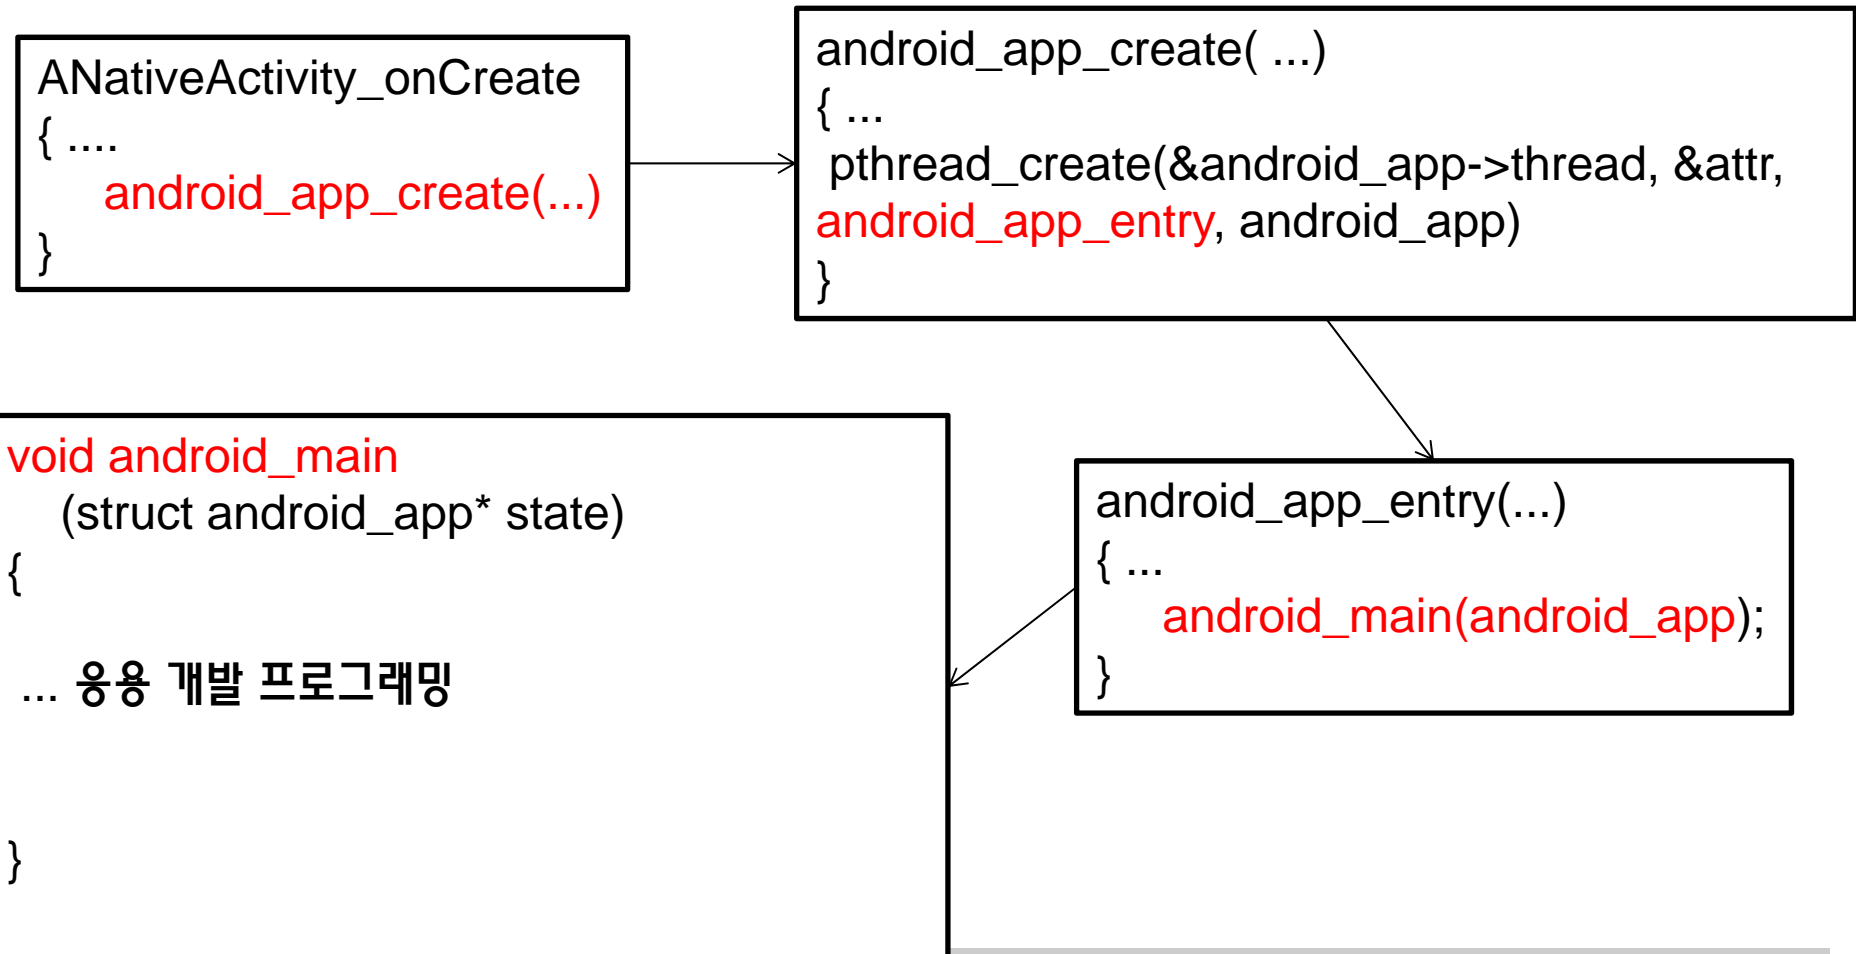 ANativeActivity_onCreate
{ ....
android_app_create(...)
}
android_app_create( ...)
{ ...
pthread_create(&android_app->thread, &attr,
android_app_entry, android_app)
}
android_app_entry(...)
{ ...
android_main(android_app);
}
void android_main
(struct android_app* state)
{
... 응용 개발 프로그래밍
}